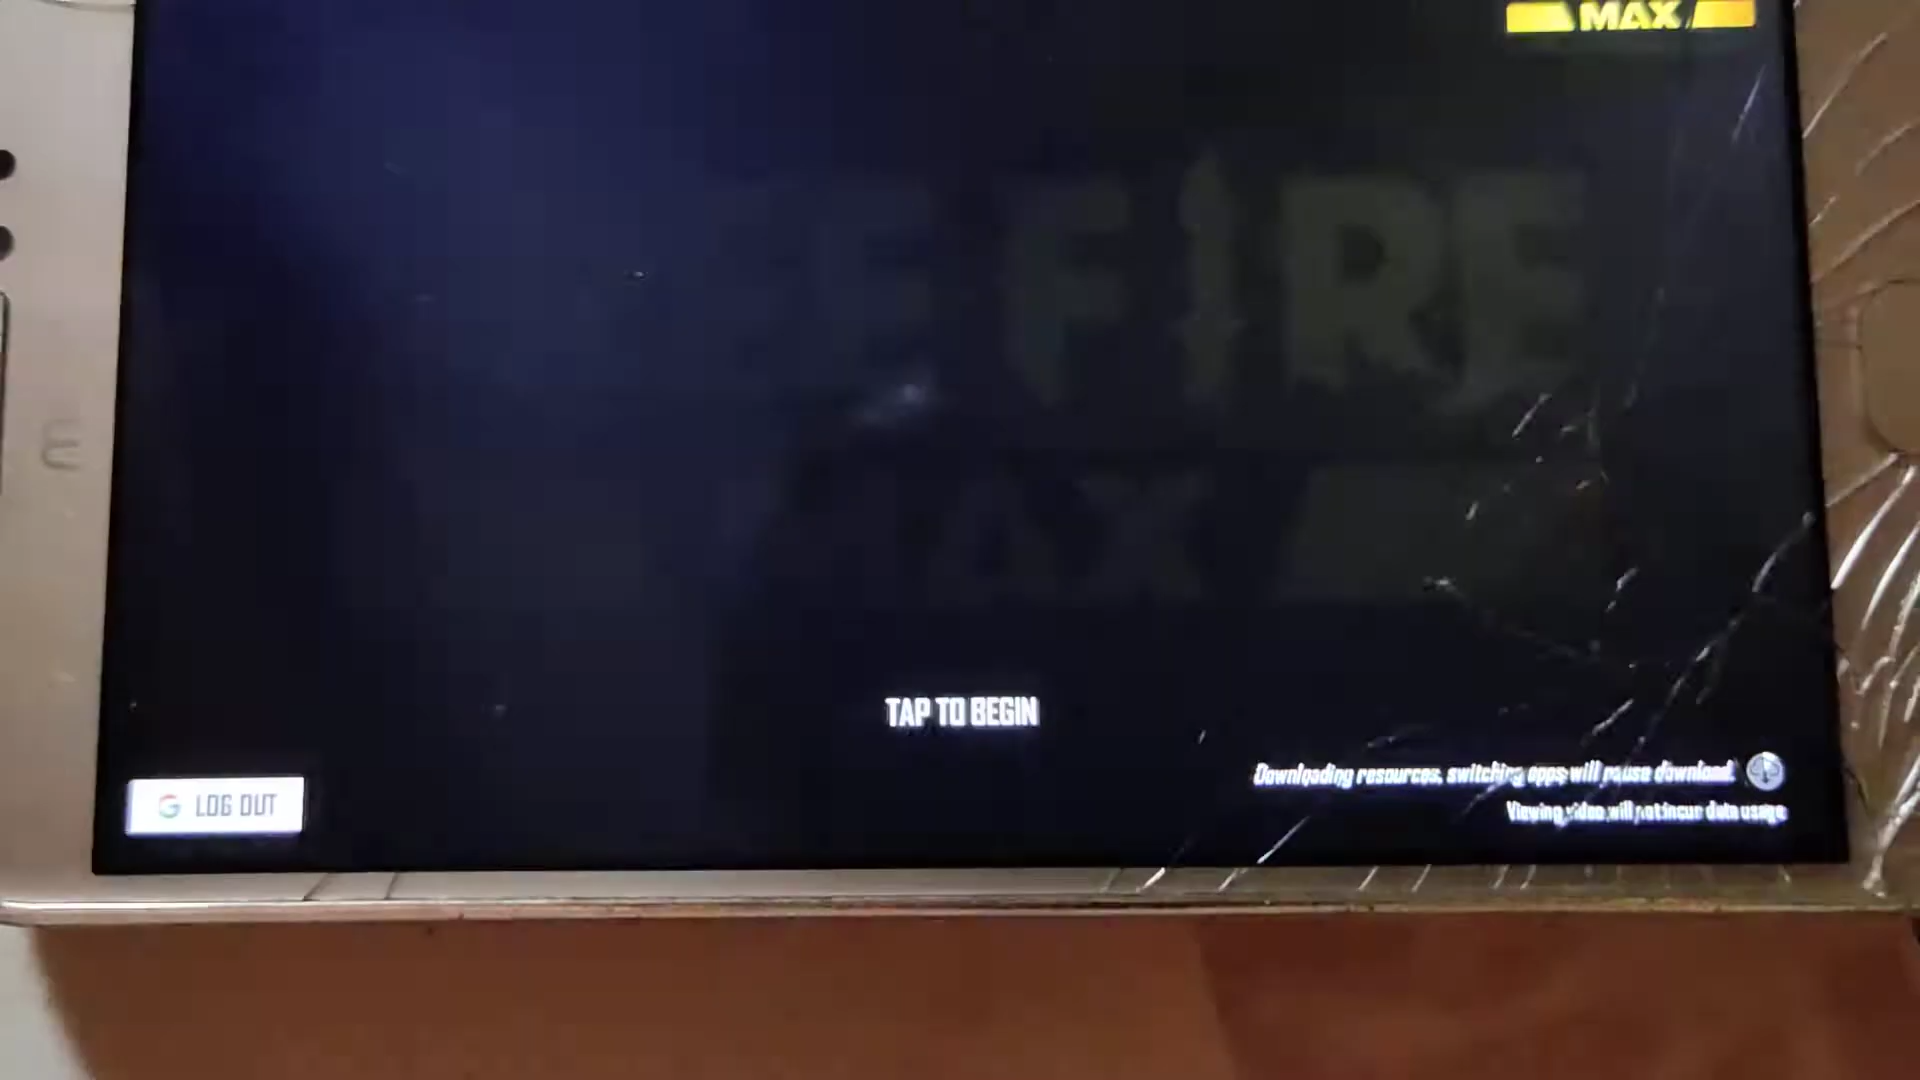 MAX
E FIRE
AX
TAP TO BEGIN
Downloading resources, switching apps will pause download.
LOG OUT
Viewing video will not incur data usage